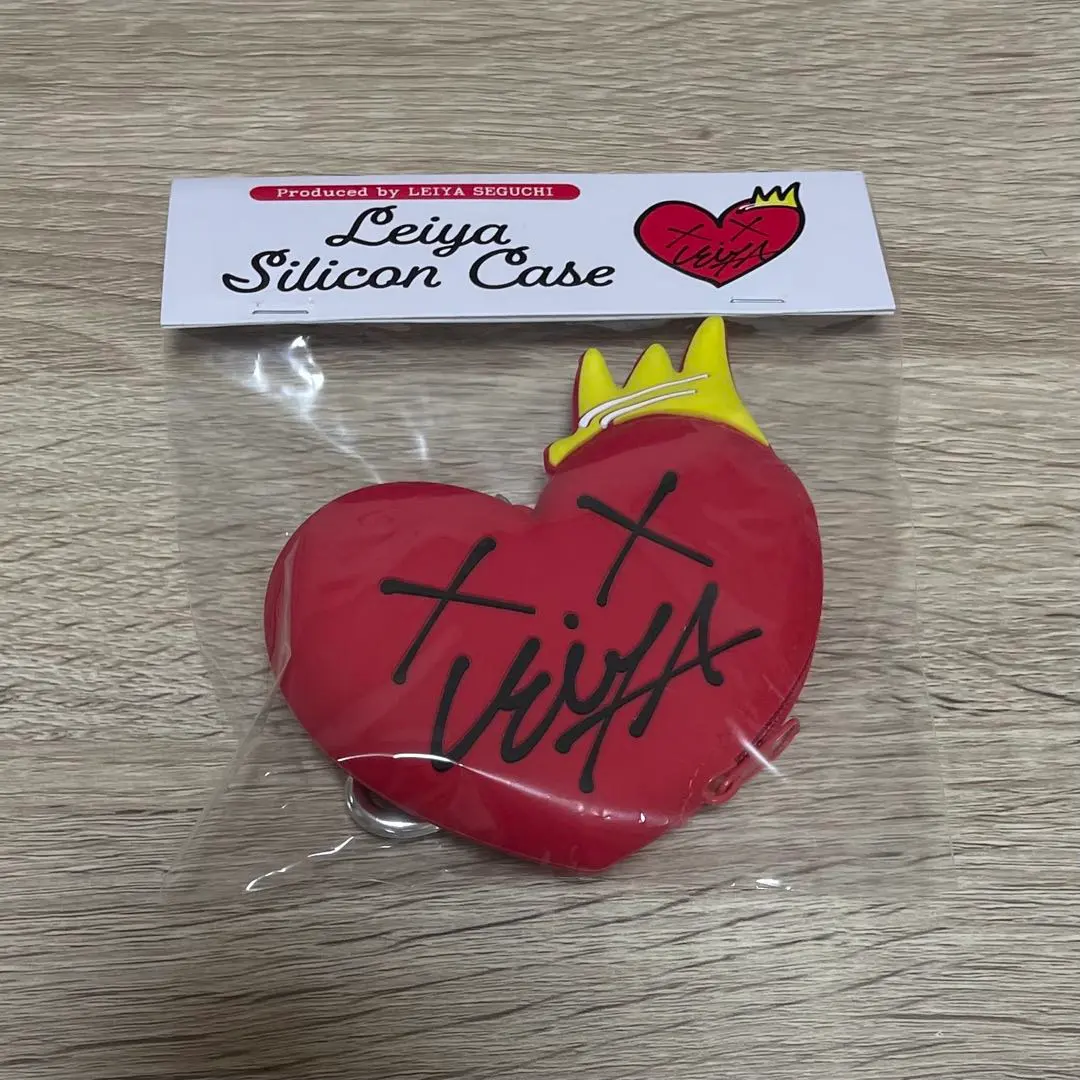 Produced by LEIYA SEGUCHI
Leiya
Silicon Case
LeiyA
LeiyA